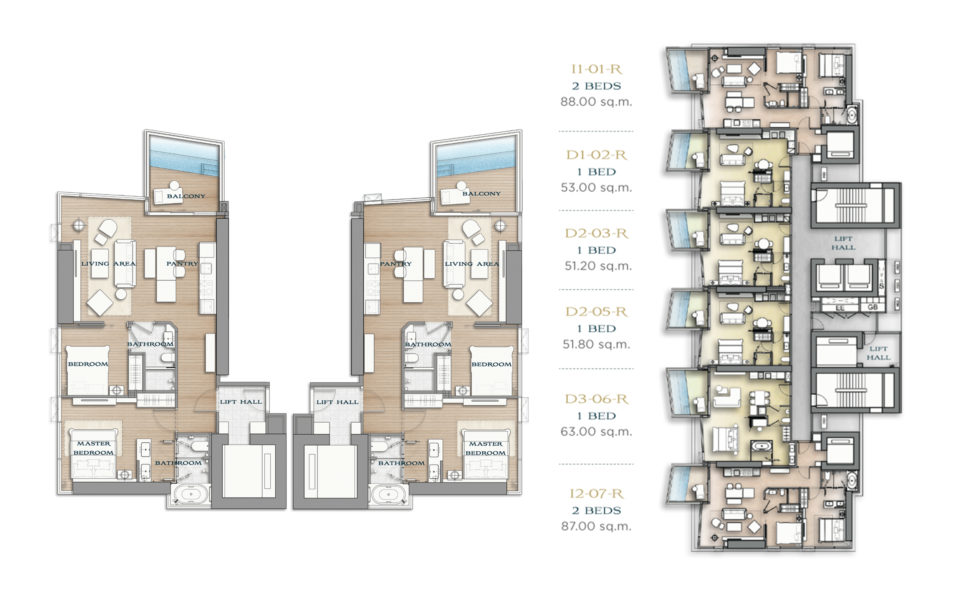 BALCONY
LIVING AREA
PANTRY
BATHROOM
BEDROOM
LIFT HALL
MASTER
BEDROOM
BATHROOM
BALCONY
PANTRY
LIVING AREA
BATHROOM
BEDROOM
LIFT HALL
MASTER
BEDROOM
BATHROOM
I1-01-R
2 BEDS
88.00 sq.m.
D1-02-R
1 BED
53.00 sq.m.
D2-03-R
1 BED
51.20 sq.m.
D2-05-R
1 BED
51.80 sq.m.
D3-06-R
1 BED
63.00 sq.m.
I2-07-R
2 BEDS
87.00 sq.m.
LIFT
HALL
EE
GB
LIFT
HALL